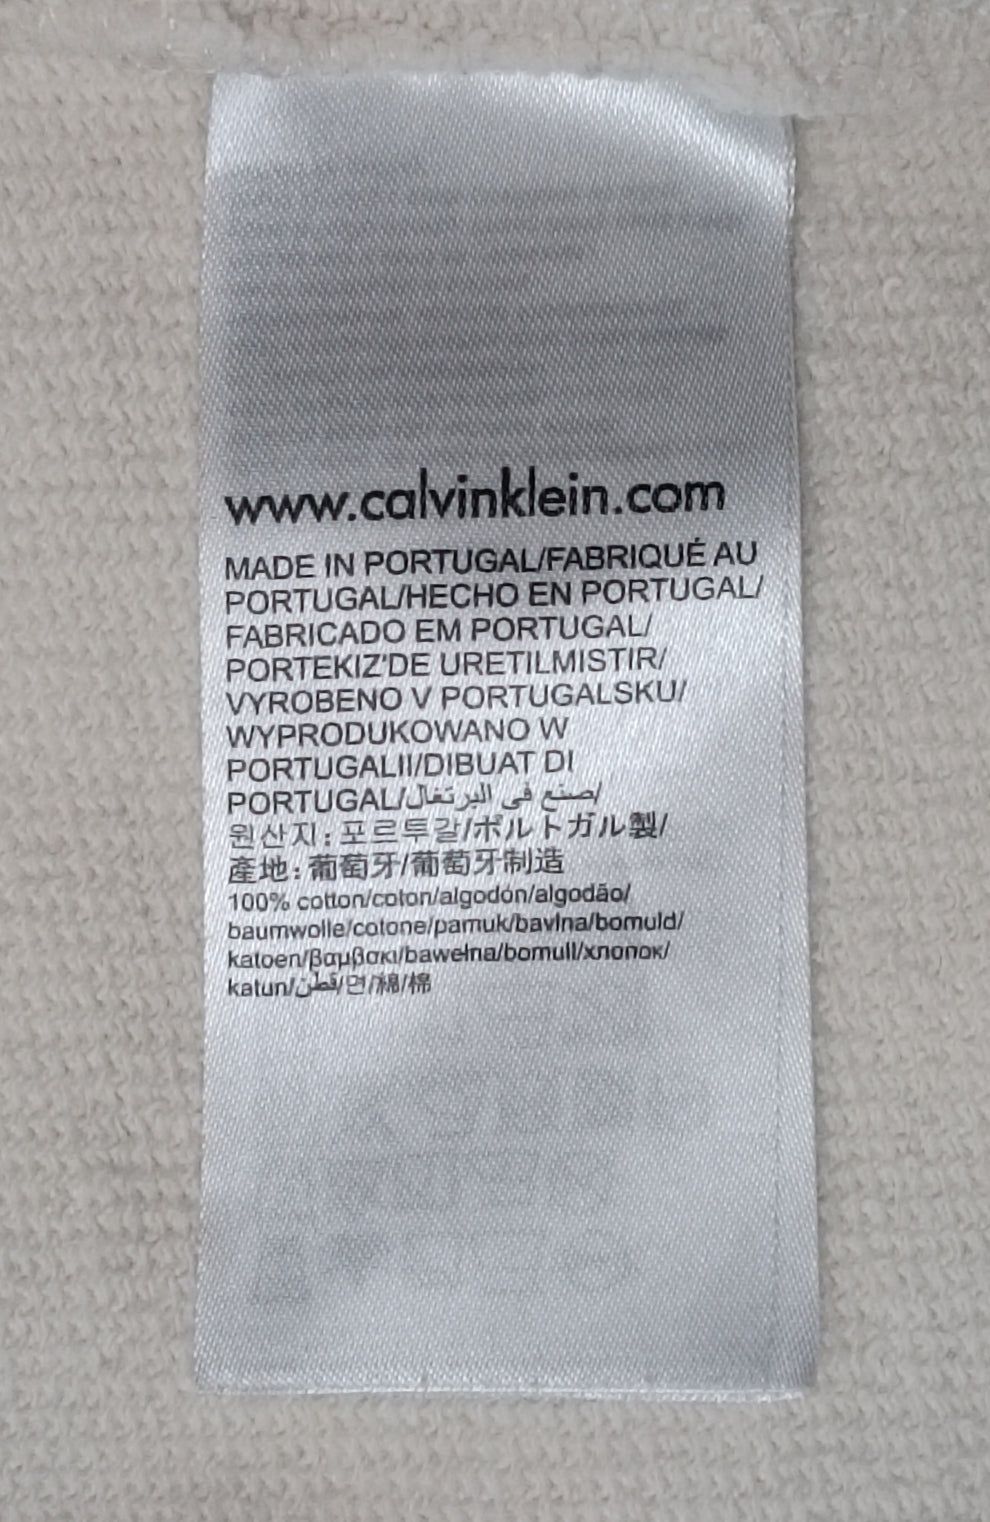 www.calvinklein.com
MADE IN PORTUGAL/FABRIQUÉ AU
PORTUGAL/HECHO EN PORTUGAL/
FABRICADO EM PORTUGAL/
PORTEKIZ'DE URETILMISTIR/
VYROBENO V PORTUGALSKU/
WYPRODUKOWANO W
PORTUGALII/DIBUAT DI
PORTUGAL/صنع في البرتغال/
원산지: 포르투갈/ポルトガル製/
產地: 葡萄牙/葡萄牙制造
100% cotton/coton/algodón/algodão/
baumwolle/cotone/pamuk/bavlna/bomuld/
katoen/βαμβακι/bawełna/bomull/хлопок/
katun/قطن/면/綿/棉